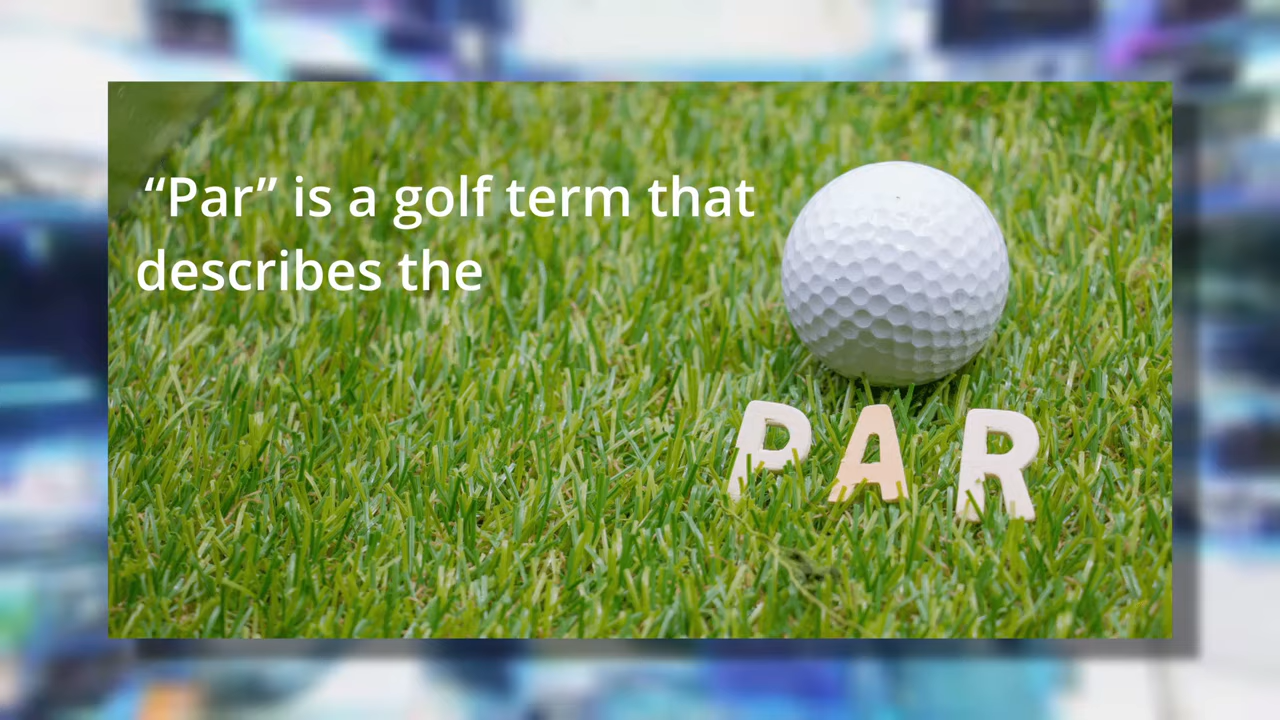 “Par” is a golf term that
describes the
PAR